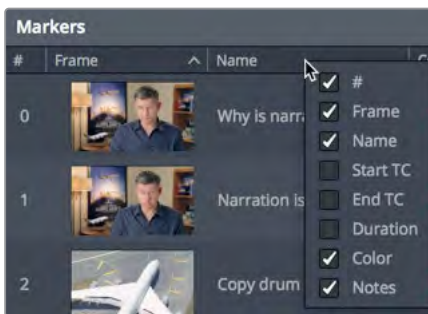 Markers
# Frame Name
0 Why is
1 Narration is
2 Copy drum
#
Frame
Name
Start TC
End TC
Duration
Color
Notes